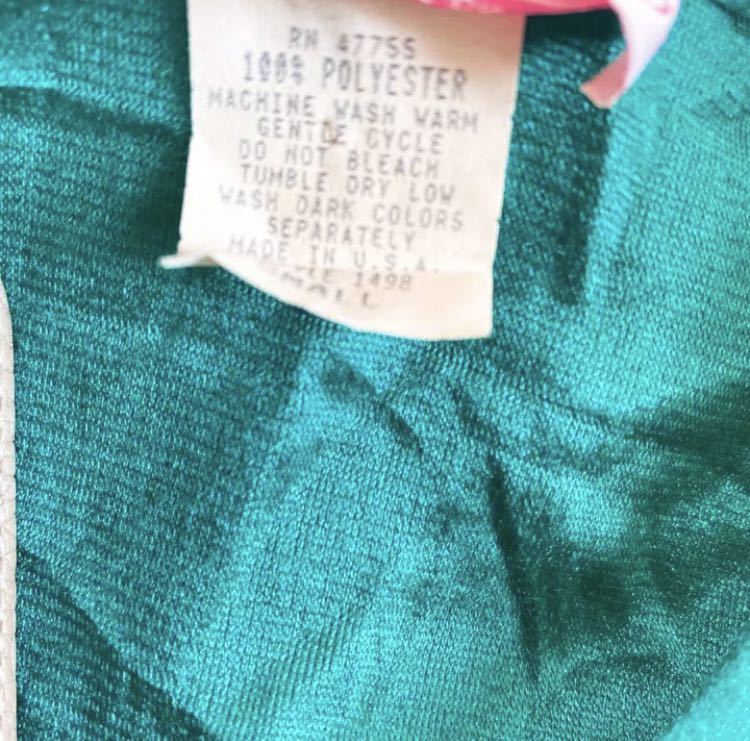 RN 47755
100% POLYESTER
MACHINE WASH WARM
GENTLE CYCLE
DO NOT BLEACH
TUMBLE DRY LOW
WASH DARK COLORS
SEPARATELY
MADE IN U.S.A.
1498